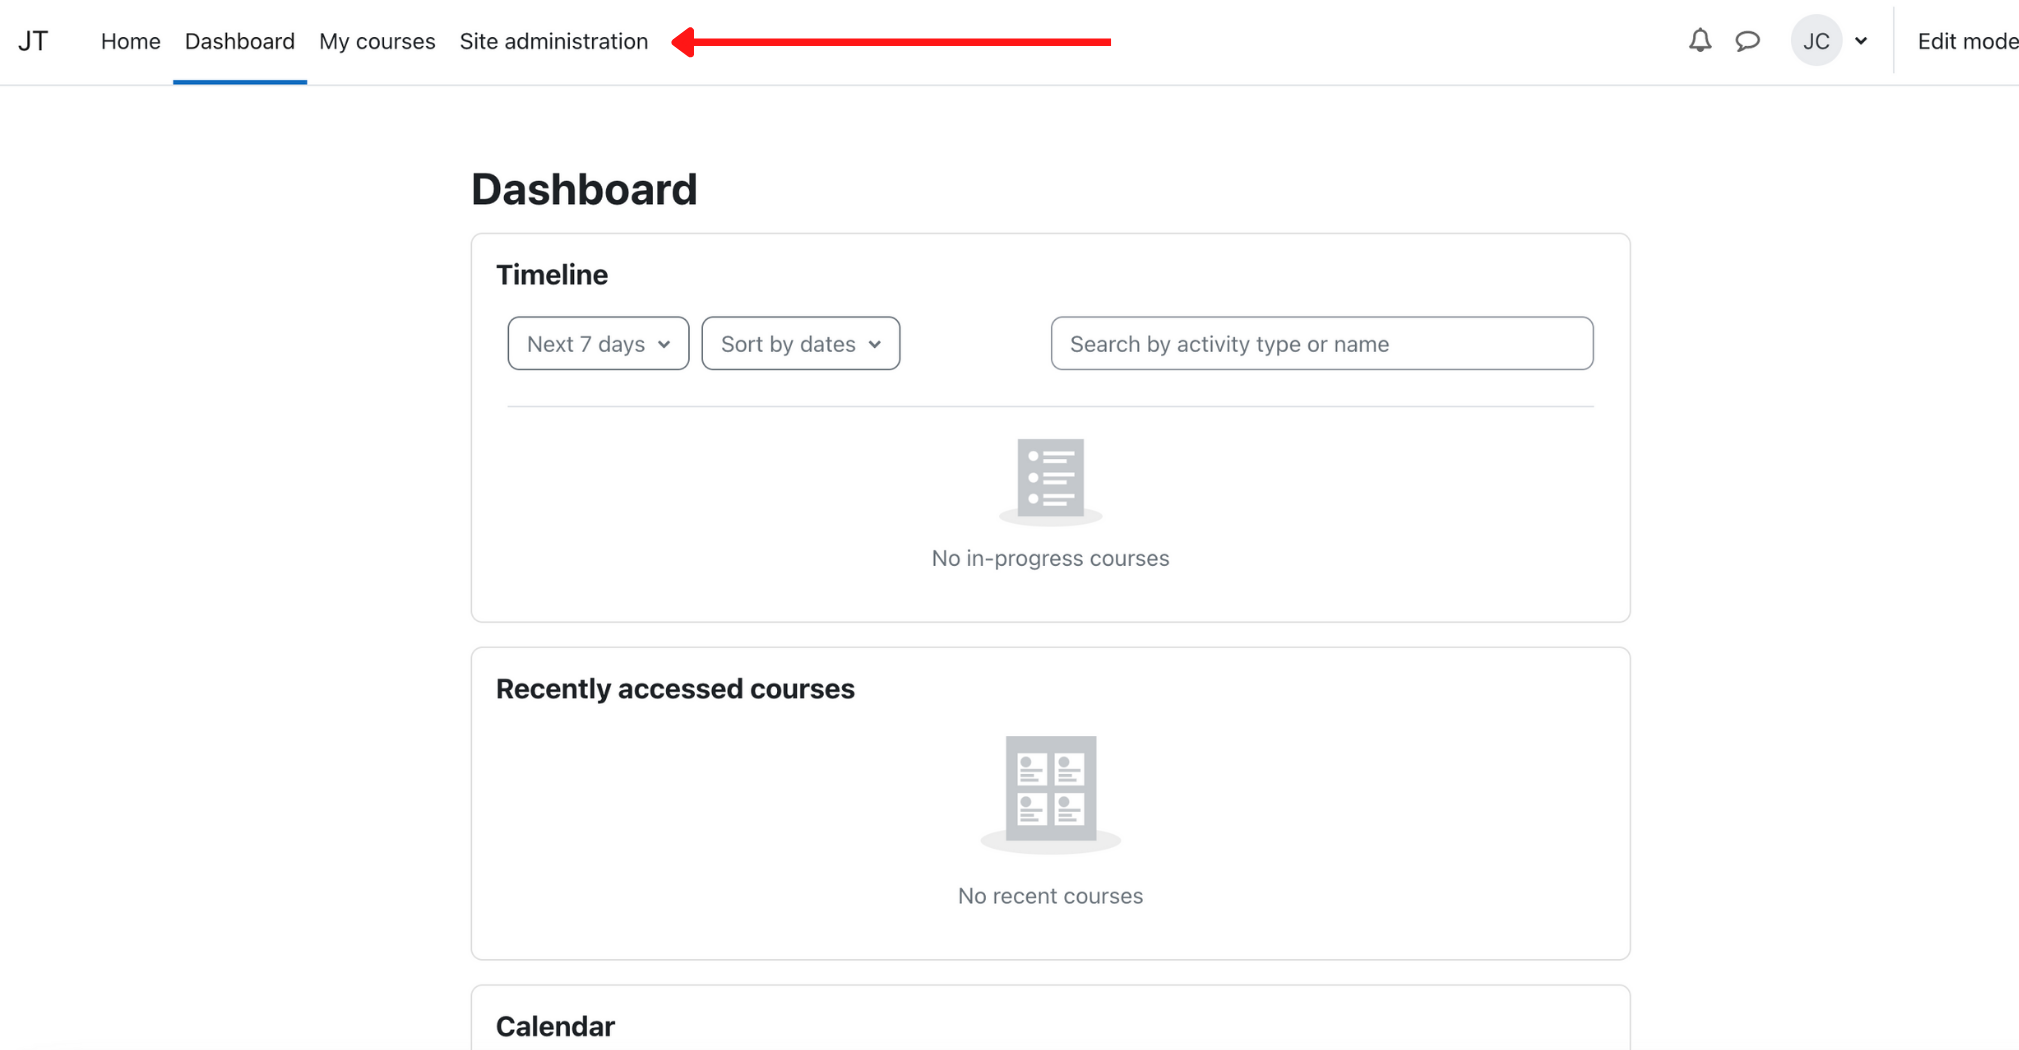 JT Home Dashboard My courses Site administration JC Edit mode
Dashboard
Timeline
Next 7 days Sort by dates Search by activity type or name
No in-progress courses
Recently accessed courses
No recent courses
Calendar